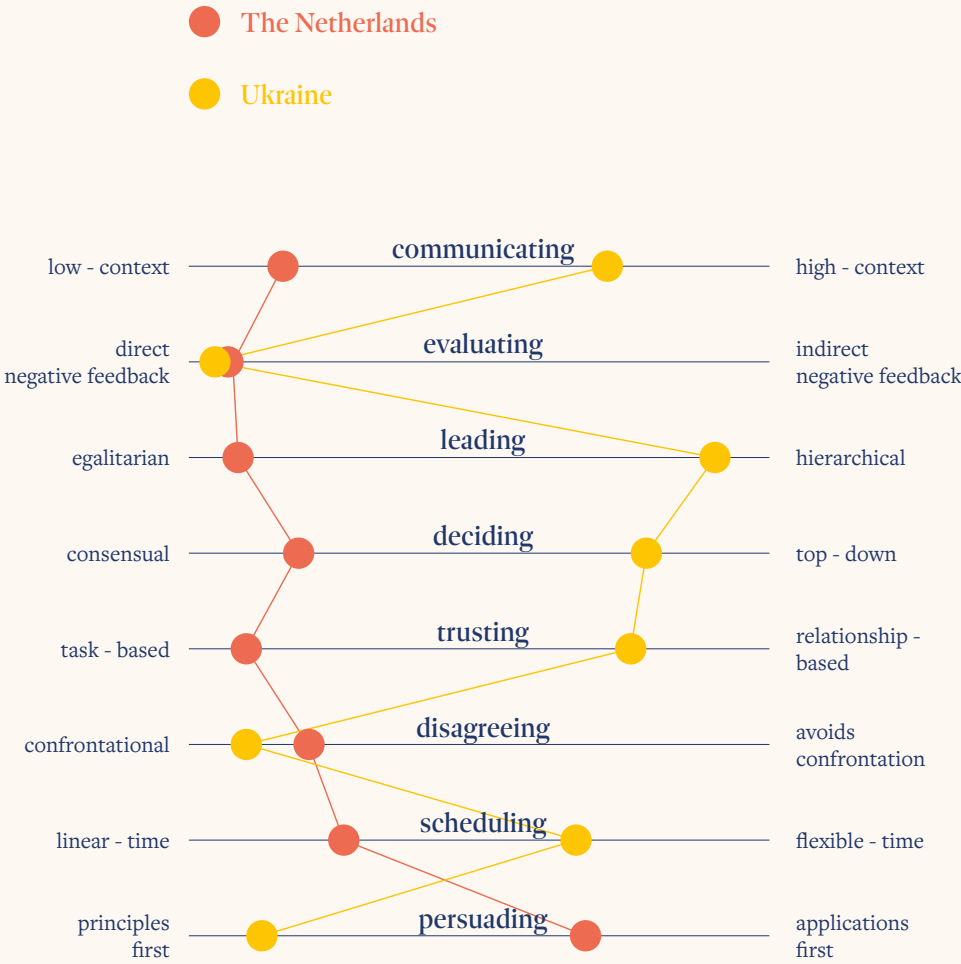 The Netherlands
Ukraine
communicating
low - context
high - context
evaluating
direct
negative feedback
indirect
negative feedback
leading
egalitarian
hierarchical
deciding
consensual
top - down
trusting
task - based
relationship -
based
disagreeing
confrontational
avoids
confrontation
scheduling
linear - time
flexible - time
persuading
principles
first
applications
first